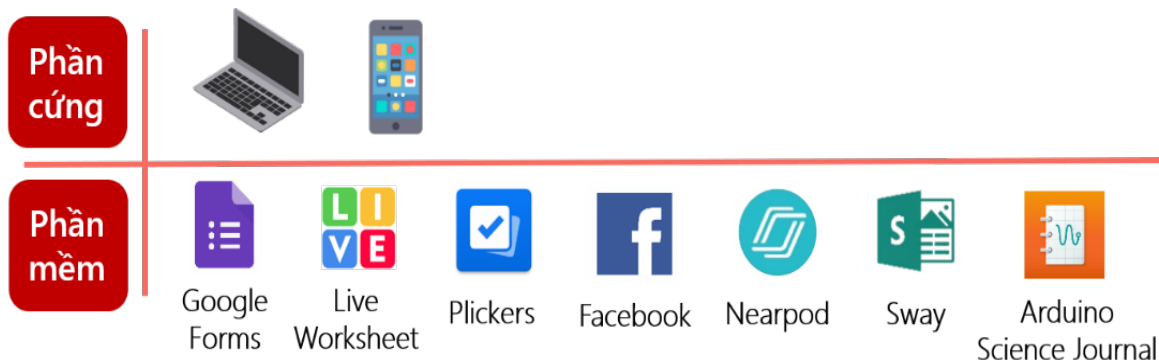 Phần
cứng
Phần
mềm
L I
V E
S
Google
Forms
Live
Worksheet
Plickers
Facebook
Nearpod
Sway
Arduino
Science Journal